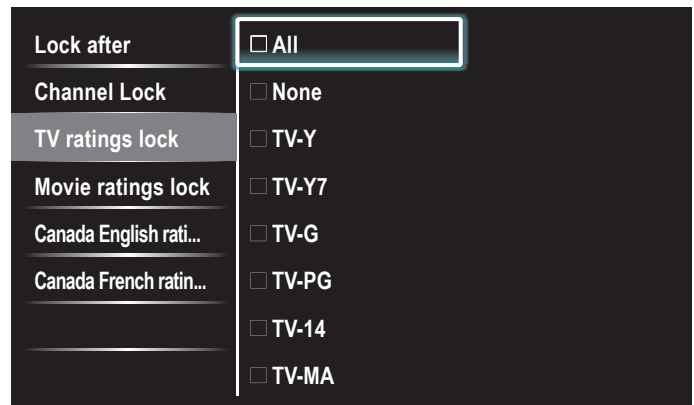 Lock after
Channel Lock
TV ratings lock
Movie ratings lock
Canada English rati...
Canada French ratin...
All
None
TV-Y
TV-Y7
TV-G
TV-PG
TV-14
TV-MA